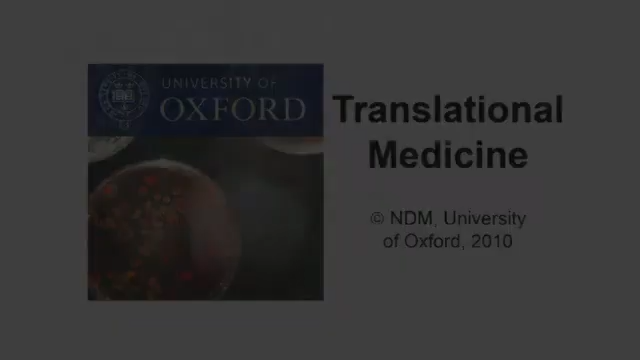 UNIVERSITY OF
OXFORD
Translational
Medicine
© NDM, University
of Oxford, 2010